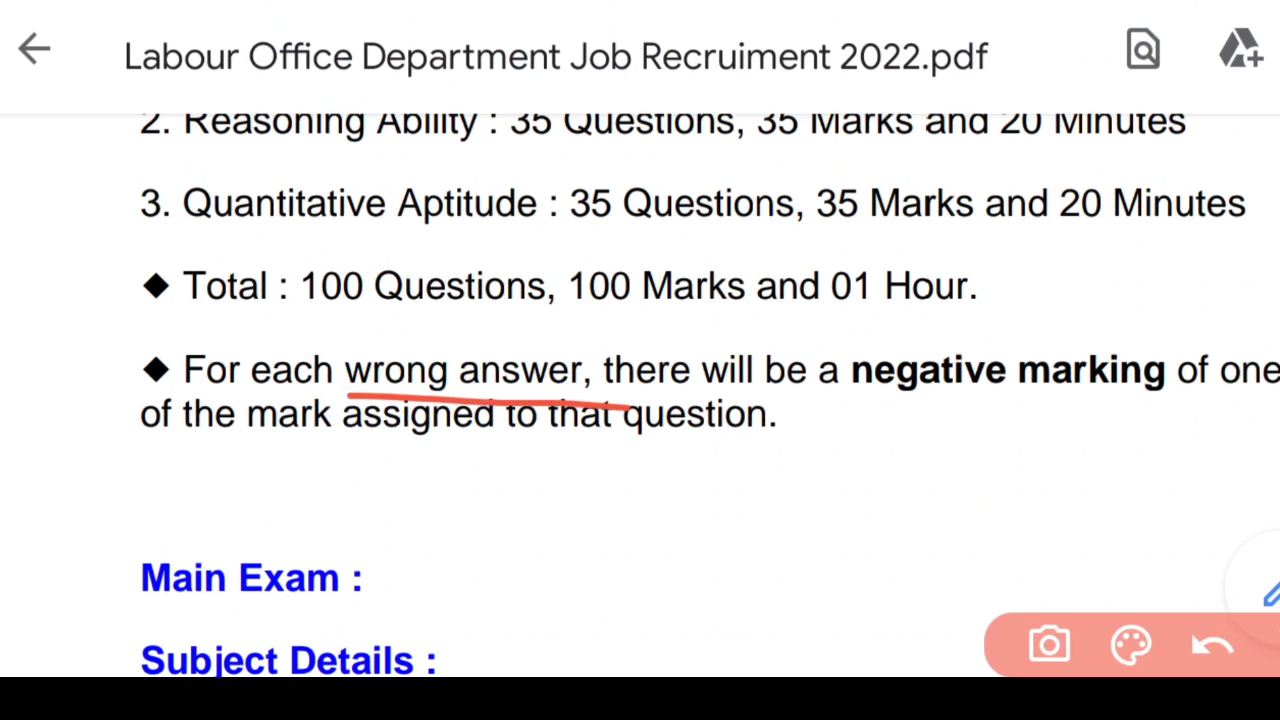 Labour Office Department Job Recruiment 2022.pdf
2. Reasoning Ability : 35 Questions, 35 Marks and 20 Minutes
3. Quantitative Aptitude : 35 Questions, 35 Marks and 20 Minutes
◆ Total : 100 Questions, 100 Marks and 01 Hour.
◆ For each wrong answer, there will be a negative marking of one
of the mark assigned to that question.
Main Exam :
Subject Details :